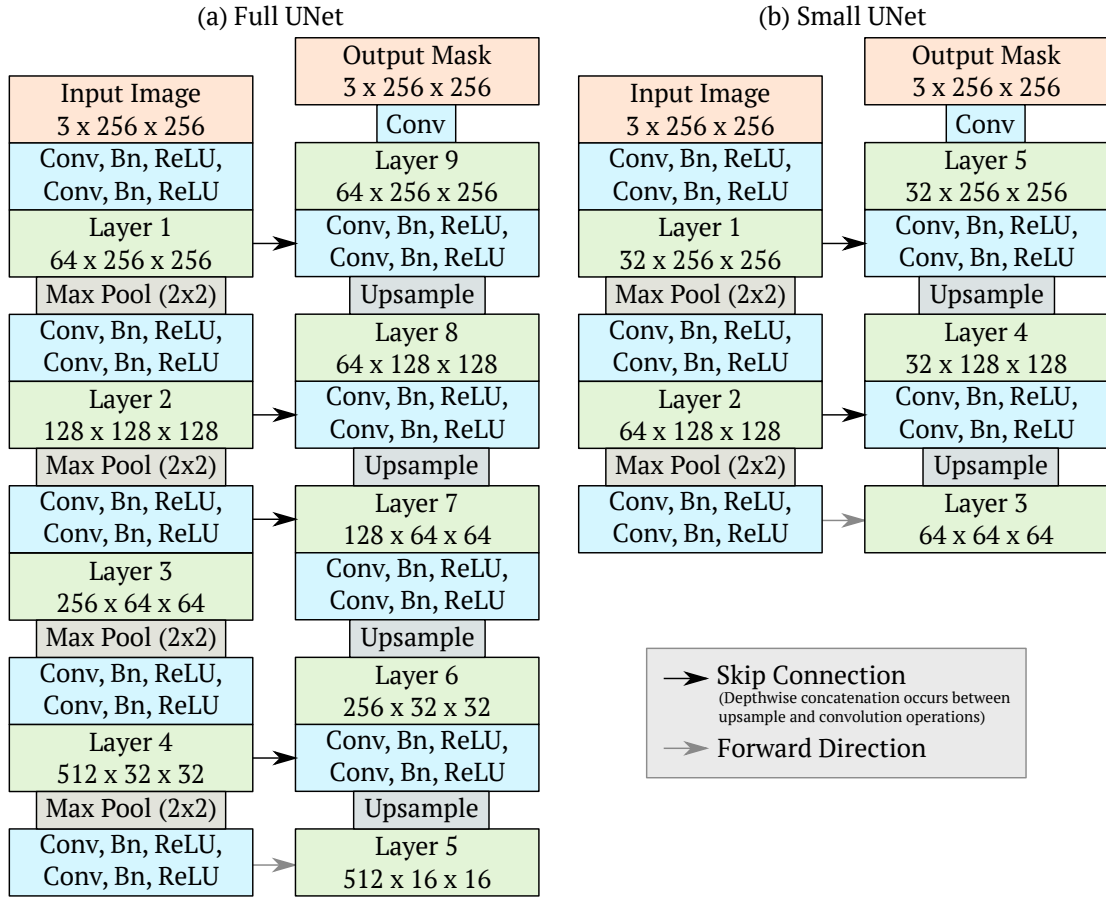 (a) Full UNet
Input Image
3 x 256 x 256
Conv, Bn, ReLU,
Conv, Bn, ReLU
Layer 1
64 x 256 x 256
Max Pool (2x2)
Conv, Bn, ReLU,
Conv, Bn, ReLU
Layer 2
128 x 128 x 128
Max Pool (2x2)
Conv, Bn, ReLU,
Conv, Bn, ReLU
Layer 3
256 x 64 x 64
Max Pool (2x2)
Conv, Bn, ReLU,
Conv, Bn, ReLU
Layer 4
512 x 32 x 32
Max Pool (2x2)
Conv, Bn, ReLU,
Conv, Bn, ReLU
Output Mask
3 x 256 x 256
Conv
Layer 9
64 x 256 x 256
Conv, Bn, ReLU,
Conv, Bn, ReLU
Upsample
Layer 8
64 x 128 x 128
Conv, Bn, ReLU,
Conv, Bn, ReLU
Upsample
Layer 7
128 x 64 x 64
Conv, Bn, ReLU,
Conv, Bn, ReLU
Upsample
Layer 6
256 x 32 x 32
Conv, Bn, ReLU,
Conv, Bn, ReLU
Upsample
Layer 5
512 x 16 x 16
(b) Small UNet
Input Image
3 x 256 x 256
Conv, Bn, ReLU,
Conv, Bn, ReLU
Layer 1
32 x 256 x 256
Max Pool (2x2)
Conv, Bn, ReLU,
Conv, Bn, ReLU
Layer 2
64 x 128 x 128
Max Pool (2x2)
Conv, Bn, ReLU,
Conv, Bn, ReLU
Output Mask
3 x 256 x 256
Conv
Layer 5
32 x 256 x 256
Conv, Bn, ReLU,
Conv, Bn, ReLU
Upsample
Layer 4
32 x 128 x 128
Conv, Bn, ReLU,
Conv, Bn, ReLU
Upsample
Layer 3
64 x 64 x 64
Skip Connection
(Depthwise concatenation occurs between
upsample and convolution operations)
Forward Direction